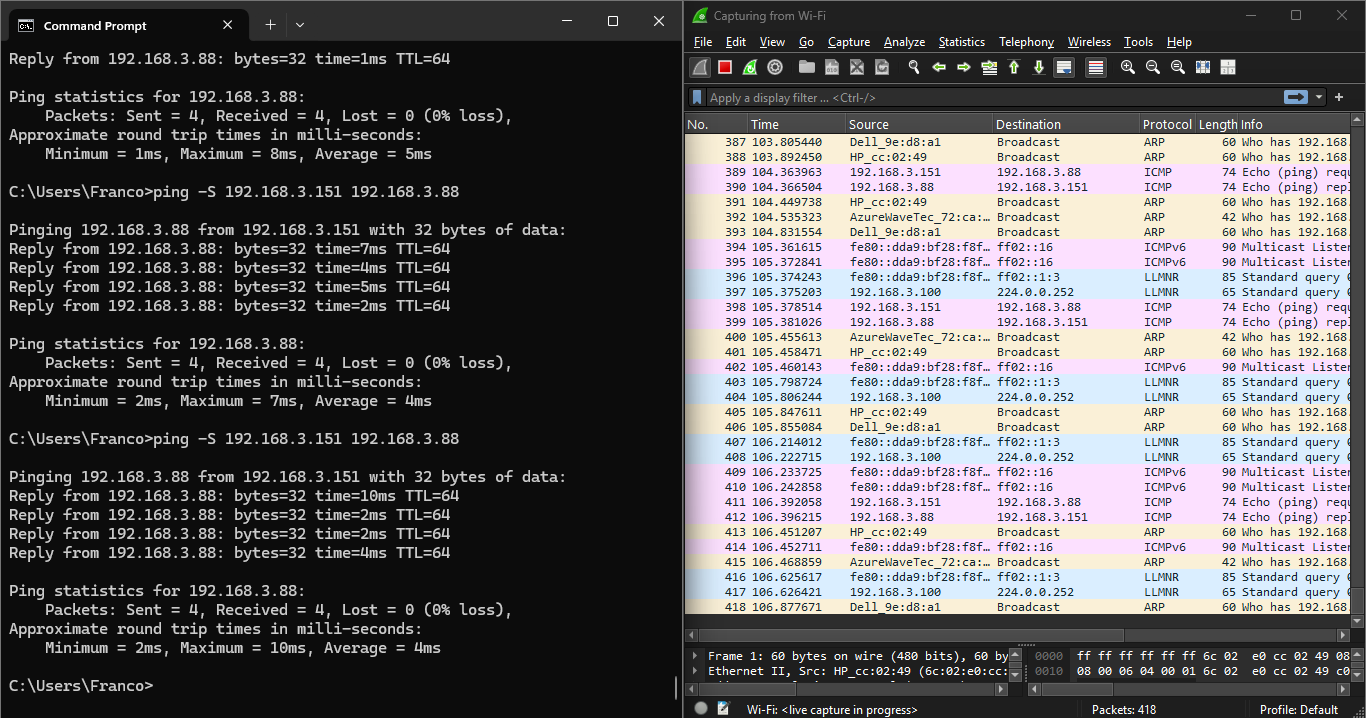 Command Prompt
Reply from 192.168.3.88: bytes=32 time=1ms TTL=64
Ping statistics for 192.168.3.88:
Packets: Sent = 4, Received = 4, Lost = 0 (0% loss),
Approximate round trip times in milli-seconds:
Minimum = 1ms, Maximum = 8ms, Average = 5ms
C:\Users\Franco>ping -S 192.168.3.151 192.168.3.88
Pinging 192.168.3.88 from 192.168.3.151 with 32 bytes of data:
Reply from 192.168.3.88: bytes=32 time=7ms TTL=64
Reply from 192.168.3.88: bytes=32 time=4ms TTL=64
Reply from 192.168.3.88: bytes=32 time=5ms TTL=64
Reply from 192.168.3.88: bytes=32 time=2ms TTL=64
Ping statistics for 192.168.3.88:
Packets: Sent = 4, Received = 4, Lost = 0 (0% loss),
Approximate round trip times in milli-seconds:
Minimum = 2ms, Maximum = 7ms, Average = 4ms
C:\Users\Franco>ping -S 192.168.3.151 192.168.3.88
Pinging 192.168.3.88 from 192.168.3.151 with 32 bytes of data:
Reply from 192.168.3.88: bytes=32 time=10ms TTL=64
Reply from 192.168.3.88: bytes=32 time=2ms TTL=64
Reply from 192.168.3.88: bytes=32 time=2ms TTL=64
Reply from 192.168.3.88: bytes=32 time=4ms TTL=64
Ping statistics for 192.168.3.88:
Packets: Sent = 4, Received = 4, Lost = 0 (0% loss),
Approximate round trip times in milli-seconds:
Minimum = 2ms, Maximum = 10ms, Average = 4ms
C:\Users\Franco>
Capturing from Wi-Fi
File Edit View Go Capture Analyze Statistics Telephony Wireless Tools Help
Apply a display filter ... <Ctrl-/>
No. Time Source Destination Protocol Length Info
387 103.805440 Dell_9e:d8:a1 Broadcast ARP 60 Who has 192.168.
388 103.892450 HP_cc:02:49 Broadcast ARP 60 Who has 192.168.
389 104.363963 192.168.3.151 192.168.3.88 ICMP 74 Echo (ping) requ
390 104.366504 192.168.3.88 192.168.3.151 ICMP 74 Echo (ping) repl
391 104.449738 HP_cc:02:49 Broadcast ARP 60 Who has 192.168.
392 104.535323 AzureWaveTec_72:ca:… Broadcast ARP 42 Who has 192.168.
393 104.831554 Dell_9e:d8:a1 Broadcast ARP 60 Who has 192.168.
394 105.361615 fe80::dda9:bf28:f8f… ff02::16 ICMPv6 90 Multicast Listen
395 105.372841 fe80::dda9:bf28:f8f… ff02::16 ICMPv6 90 Multicast Listen
396 105.374243 fe80::dda9:bf28:f8f… ff02::1:3 LLMNR 85 Standard query
397 105.375203 192.168.3.100 224.0.0.252 LLMNR 65 Standard query
398 105.378514 192.168.3.151 192.168.3.88 ICMP 74 Echo (ping) requ
399 105.381026 192.168.3.88 192.168.3.151 ICMP 74 Echo (ping) repl
400 105.455613 AzureWaveTec_72:ca:… Broadcast ARP 42 Who has 192.168.
401 105.458471 HP_cc:02:49 Broadcast ARP 60 Who has 192.168.
402 105.460143 fe80::dda9:bf28:f8f… ff02::16 ICMPv6 90 Multicast Listen
403 105.798724 fe80::dda9:bf28:f8f… ff02::1:3 LLMNR 85 Standard query
404 105.806244 192.168.3.100 224.0.0.252 LLMNR 65 Standard query
405 105.847611 HP_cc:02:49 Broadcast ARP 60 Who has 192.168.
406 105.855084 Dell_9e:d8:a1 Broadcast ARP 60 Who has 192.168.
407 106.214012 fe80::dda9:bf28:f8f… ff02::1:3 LLMNR 85 Standard query
408 106.222715 192.168.3.100 224.0.0.252 LLMNR 65 Standard query
409 106.233725 fe80::dda9:bf28:f8f… ff02::16 ICMPv6 90 Multicast Listen
410 106.242858 fe80::dda9:bf28:f8f… ff02::16 ICMPv6 90 Multicast Listen
411 106.392058 192.168.3.151 192.168.3.88 ICMP 74 Echo (ping) requ
412 106.396215 192.168.3.88 192.168.3.151 ICMP 74 Echo (ping) repl
413 106.451207 HP_cc:02:49 Broadcast ARP 60 Who has 192.168.
414 106.452711 fe80::dda9:bf28:f8f… ff02::16 ICMPv6 90 Multicast Listen
415 106.468859 AzureWaveTec_72:ca:… Broadcast ARP 42 Who has 192.168.
416 106.625617 fe80::dda9:bf28:f8f… ff02::1:3 LLMNR 85 Standard query
417 106.626421 192.168.3.100 224.0.0.252 LLMNR 65 Standard query
418 106.877671 Dell_9e:d8:a1 Broadcast ARP 60 Who has 192.168.
Frame 1: 60 bytes on wire (480 bits), 60 by
Ethernet II, Src: HP_cc:02:49 (6c:02:e0:cc:
0000 ff ff ff ff ff ff 6c 02 e0 cc 02 49 08
0010 08 00 06 04 00 01 6c 02 e0 cc 02 49 c0
Wi-Fi: <live capture in progress>
Packets: 418
Profile: Default